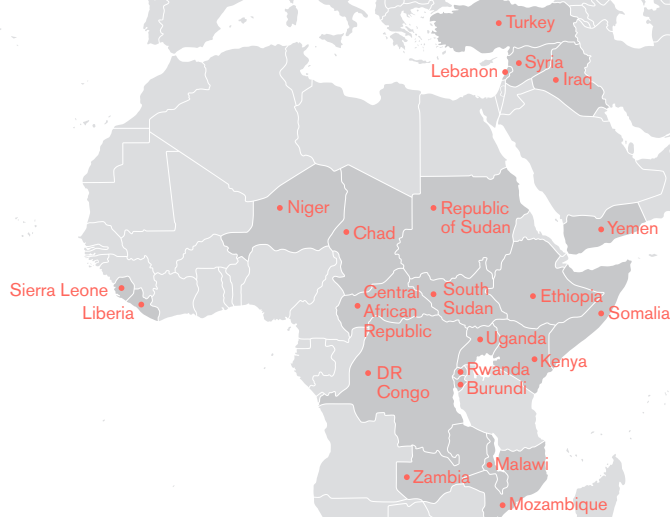 Turkey
Syria
Lebanon
Iraq
Niger
Republic
of Sudan
Chad
Yemen
Sierra Leone
Liberia
Central
African
Republic
South
Sudan
Ethiopia
Somalia
Uganda
Kenya
Rwanda
Burundi
DR
Congo
Malawi
Zambia
Mozambique